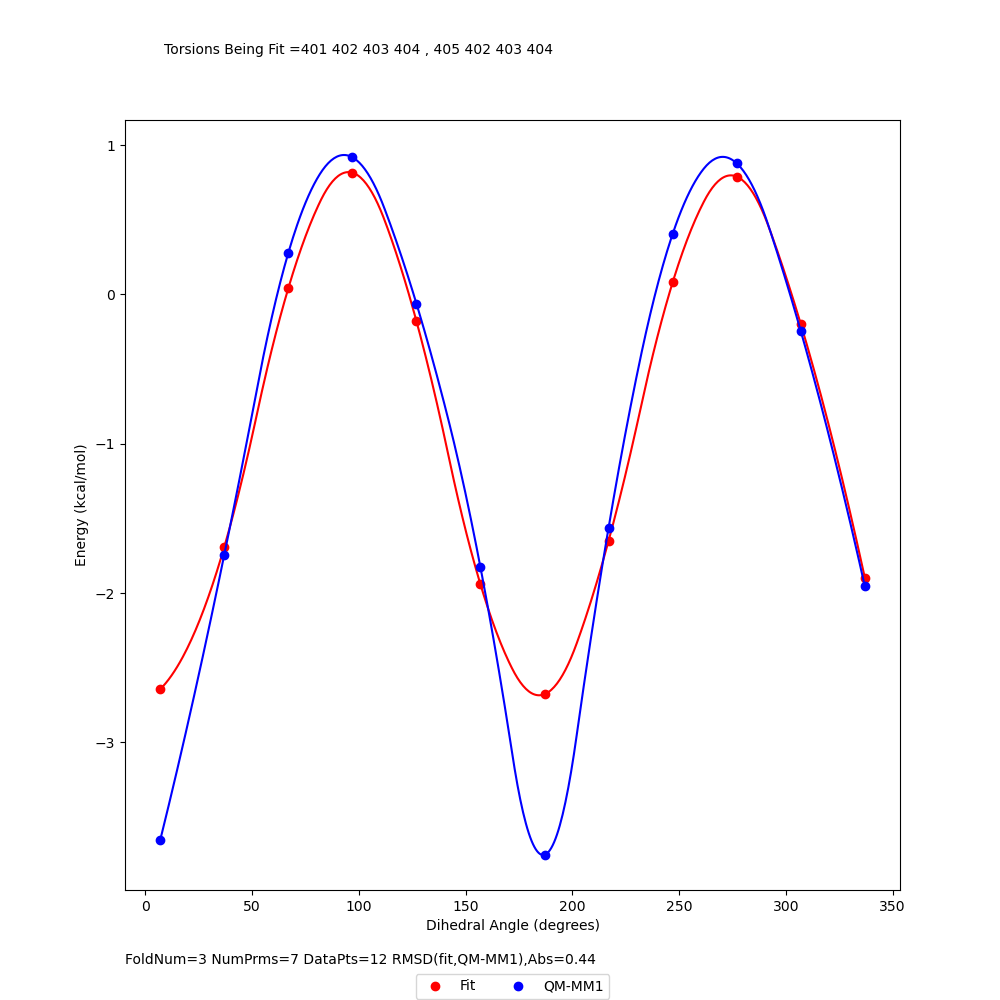 Torsions Being Fit =401 402 403 404 , 405 402 403 404
1
0
−1
−2
−3
Energy (kcal/mol)
0 50 100 150 200 250 300 350
Dihedral Angle (degrees)
FoldNum=3 NumPrms=7 DataPts=12 RMSD(fit,QM-MM1),Abs=0.44
Fit QM-MM1